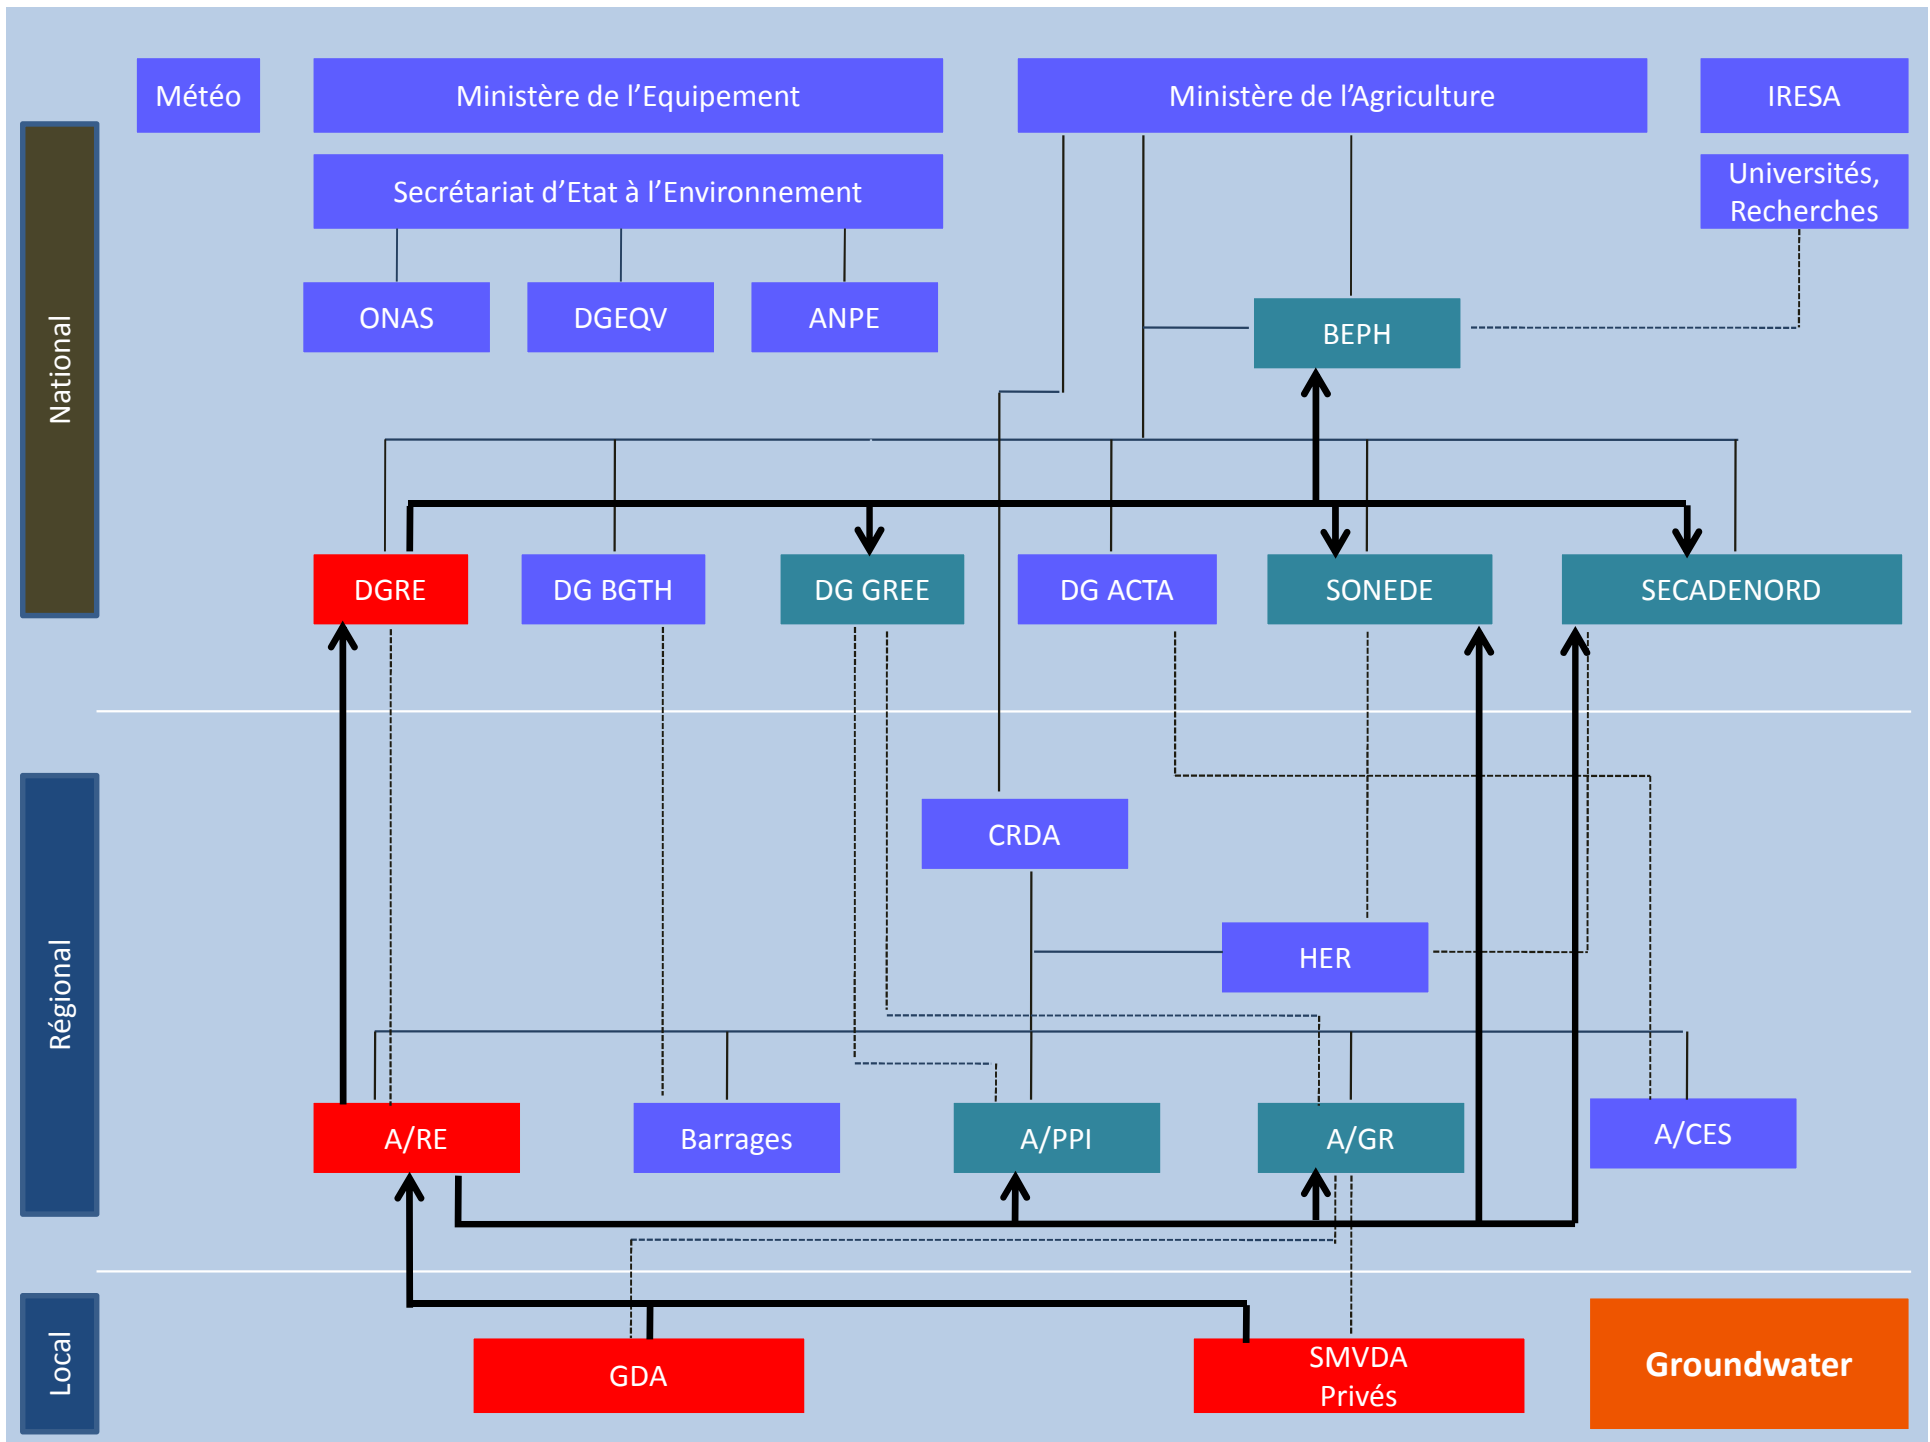 Météo
Ministère de l'Equipement
Ministère de l'Agriculture
IRESA
Secrétariat d'Etat à l'Environnement
Universités,
Recherches
ONAS
DGEQV
ANPE
BEPH
National
DGRE
DG BGTH
DG GREE
DG ACTA
SONEDE
SECADENORD
CRDA
HER
Régional
A/RE
Barrages
A/PPI
A/GR
A/CES
Local
GDA
SMVDA
Privés
Groundwater